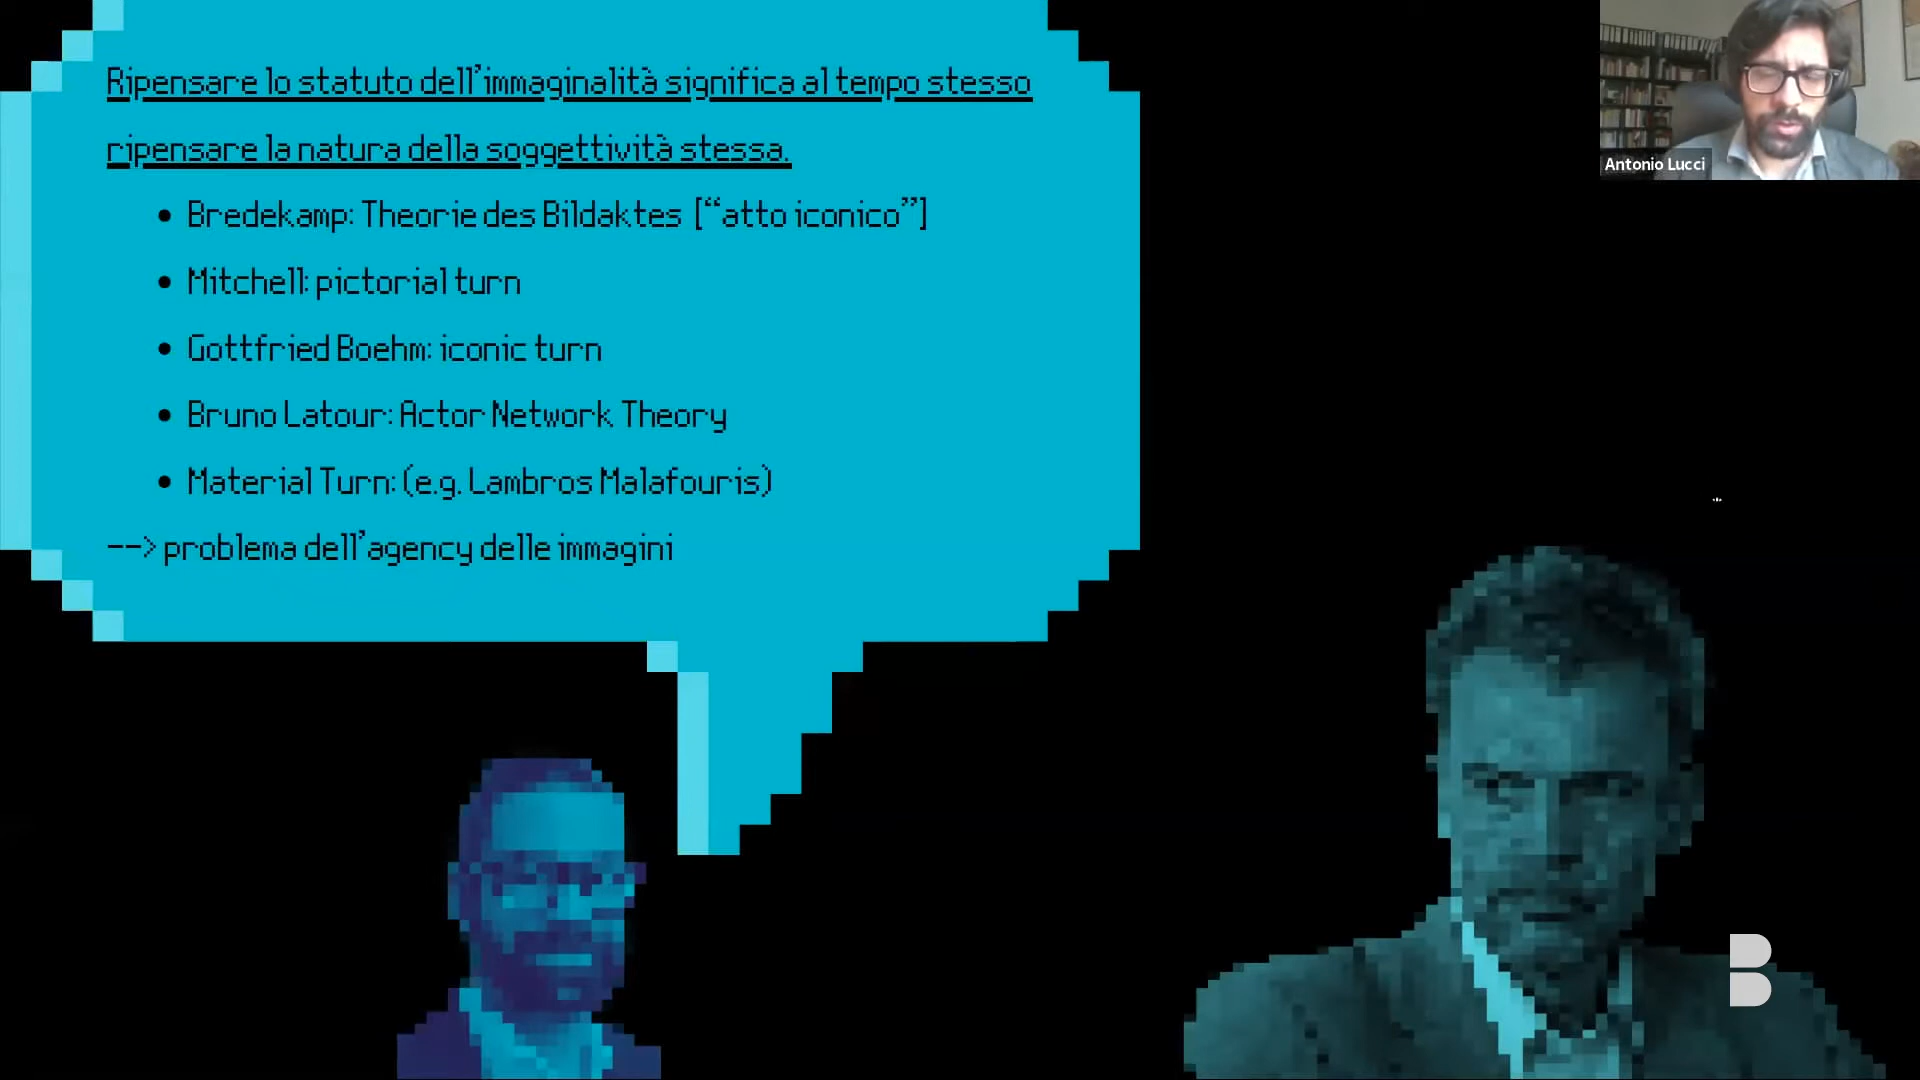 Ripensare lo statuto dell’immaginalità significa al tempo stesso
ripensare la natura della soggettività stessa.
• Bredekamp: Theorie des Bildaktes [“atto iconico”]
• Mitchell: pictorial turn
• Gottfried Boehm: iconic turn
• Bruno Latour: Actor Network Theory
• Material Turn: (e.g. Lambros Malafouris)
--> problema dell’agency delle immagini
Antonio Lucci
B